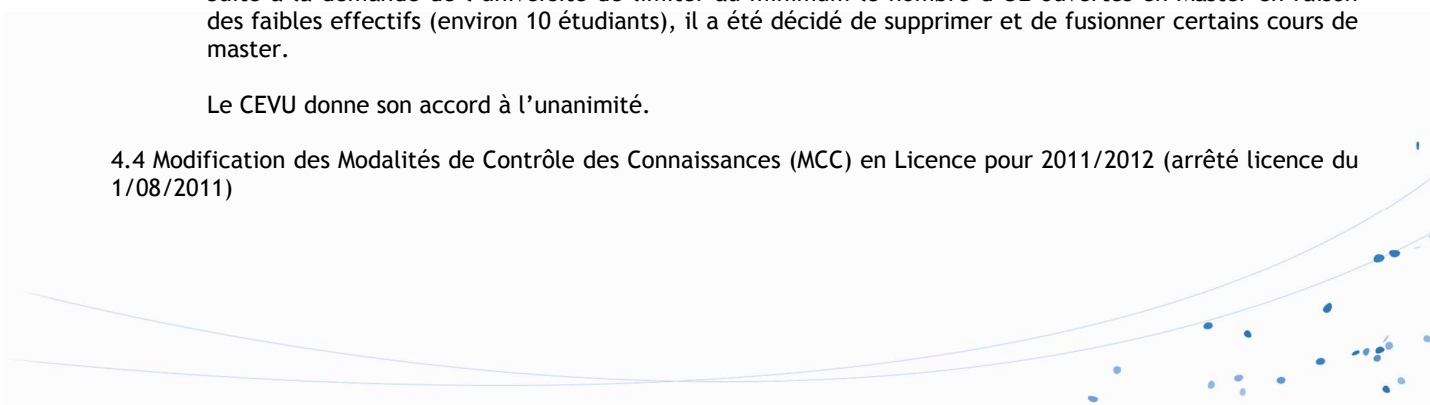 des faibles effectifs (environ 10 étudiants), il a été décidé de supprimer et de fusionner certains cours de
master.
Le CEVU donne son accord à l'unanimité.
4.4 Modification des Modalités de Contrôle des Connaissances (MCC) en Licence pour 2011/2012 (arrêté licence du
1/08/2011)